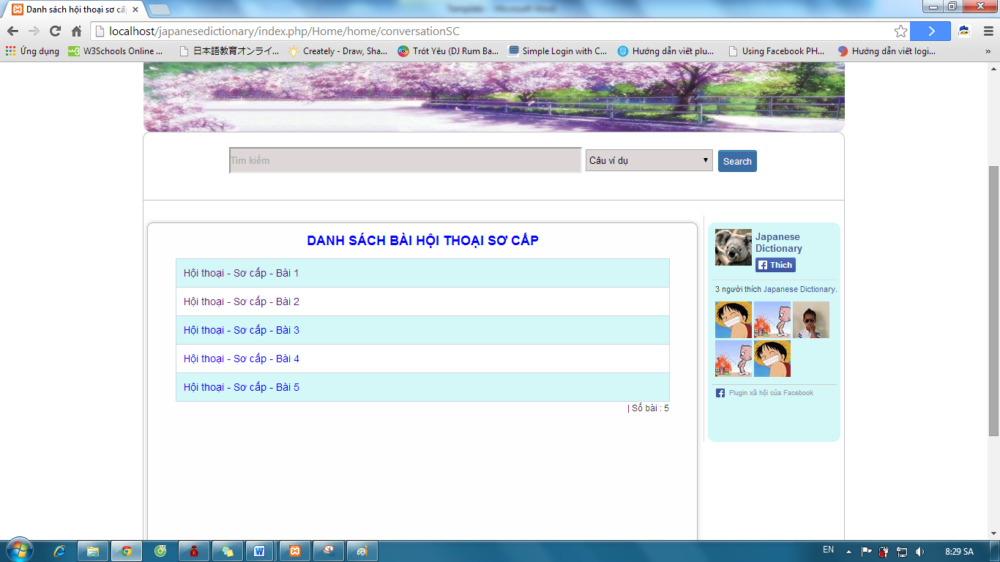 Template - Microsoft Word
Danh sách hội thoại sơ cấp
localhost/japanesedictionary/index.php/Home/home/conversationSC
Ứng dụng
W3Schools Online ...
日本語教育オンライ...
Creately - Draw, Sha...
Trót Yêu (DJ Rum Ba...
Simple Login with C...
Hướng dẫn viết plu...
Using Facebook PH...
Hướng dẫn viết logi...
»
Tìm kiếm
Câu ví dụ
Search
DANH SÁCH BÀI HỘI THOẠI SƠ CẤP
Hội thoại - Sơ cấp - Bài 1
Hội thoại - Sơ cấp - Bài 2
Hội thoại - Sơ cấp - Bài 3
Hội thoại - Sơ cấp - Bài 4
Hội thoại - Sơ cấp - Bài 5
| Số bài : 5
Japanese
Dictionary
Thích
3 người thích Japanese Dictionary.
Plugin xã hội của Facebook
EN
8:29 SA